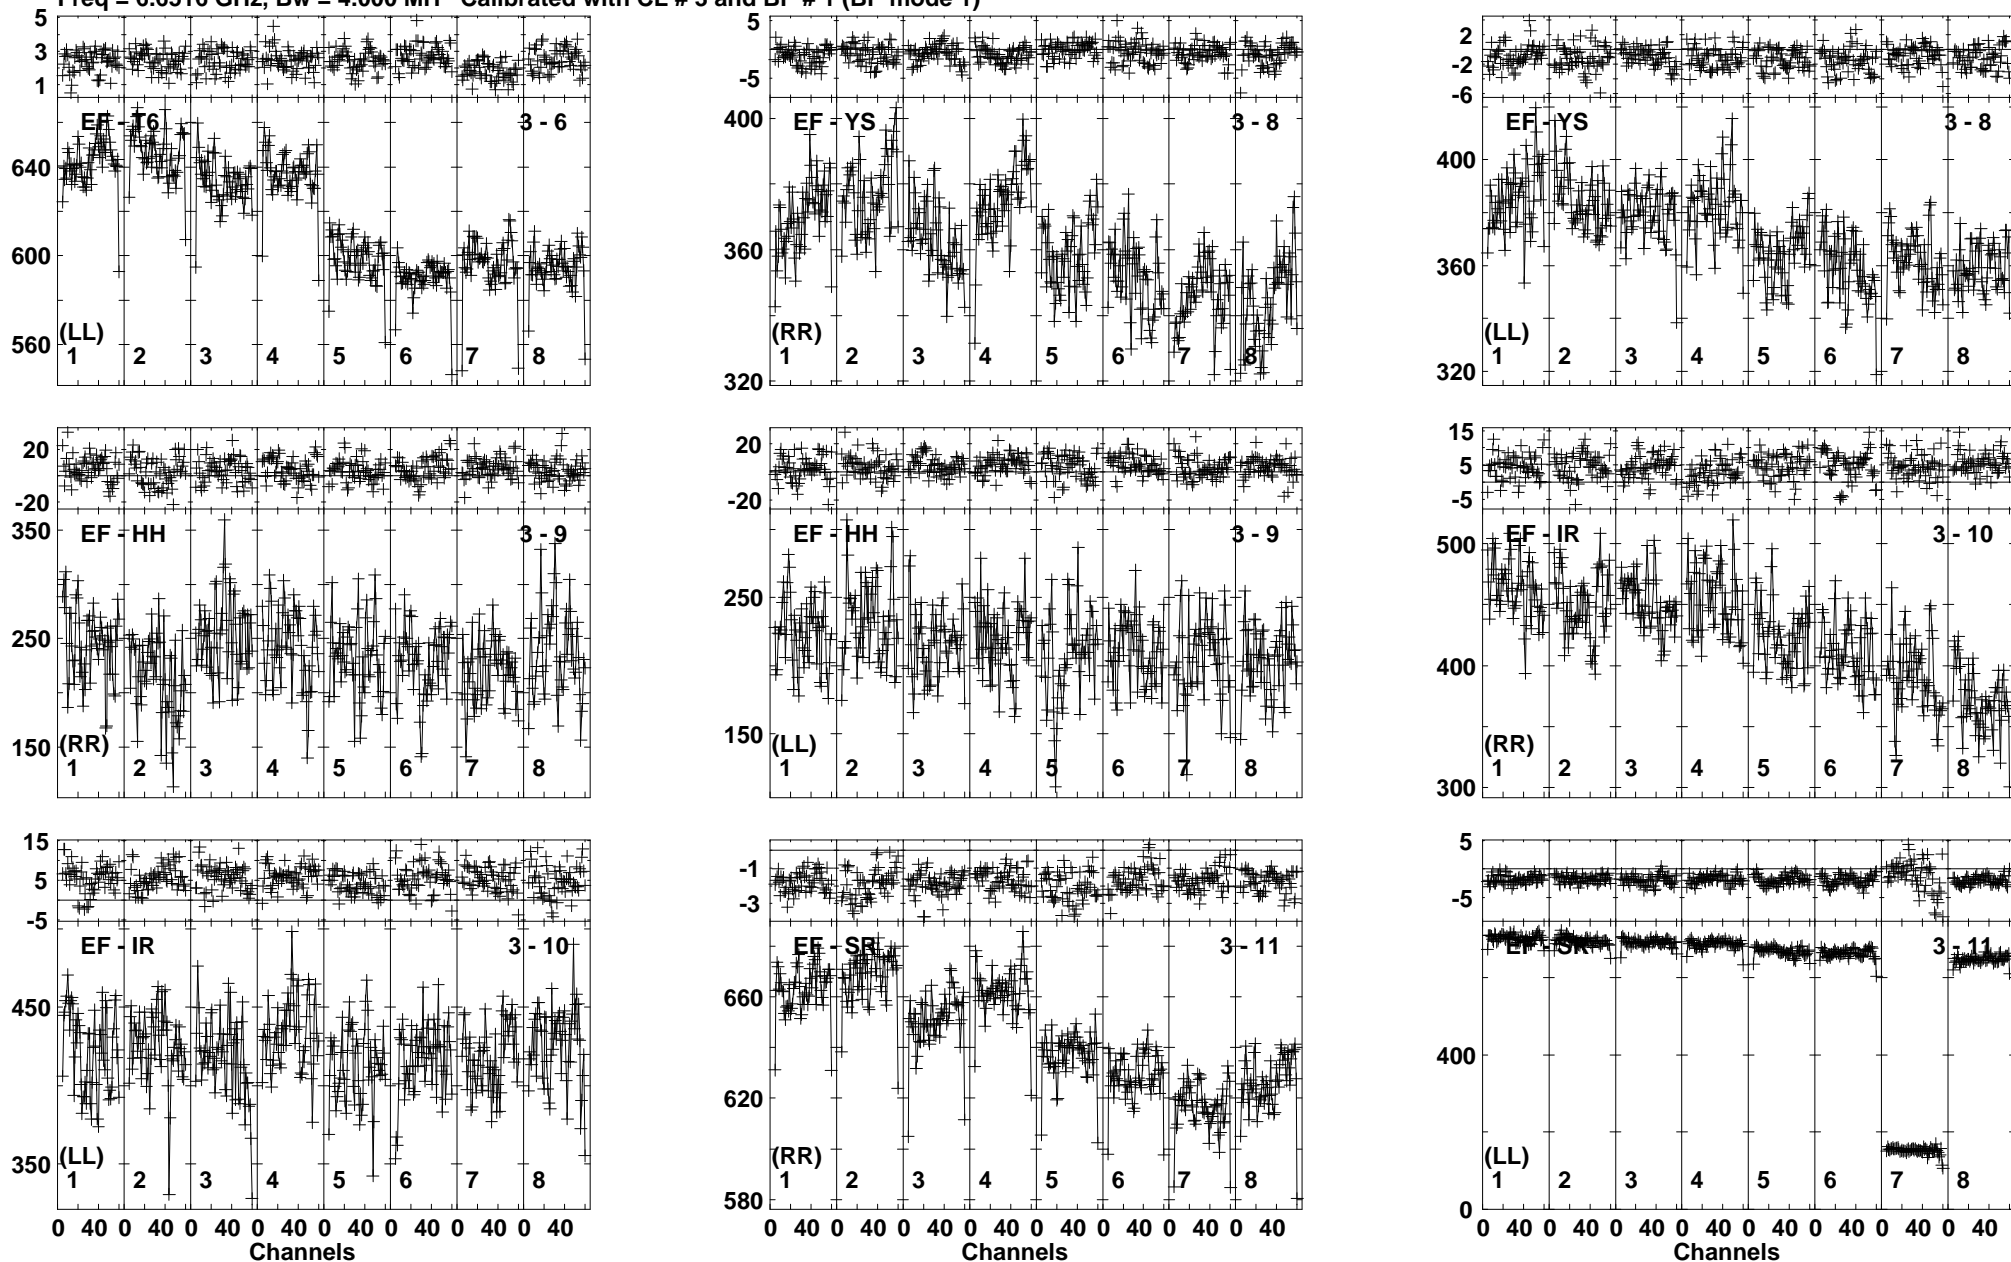 Calibrated with CL # 3 and BP # 1 (BP mode 1)
5 3 1
EF - T6 3 - 6
640
600
560
(LL)
1 2 3 4 5 6 7 8
5 -5
EF - YS 3 - 8
400
360
320
(RR)
1 2 3 4 5 6 7 8
2 -2 -6
EF - YS 3 - 8
400
360
320
(LL)
1 2 3 4 5 6 7 8
20 -20
EF - HH 3 - 9
350
250
150
(RR)
1 2 3 4 5 6 7 8
20 -20
EF - HH 3 - 9
250
150
(LL)
1 2 3 4 5 6 7 8
15 5 -5
EF - IR 3 - 10
500
400
300
(RR)
1 2 3 4 5 6 7 8
15 5 -5
EF - IR 3 - 10
450
350
(LL)
1 2 3 4 5 6 7 8
0 40 0 40 0 40 0 40 0 40 0 40 0 40 0 40
Channels
-1 -3
EF - SR 3 - 11
660
620
580
(RR)
1 2 3 4 5 6 7 8
0 40 0 40 0 40 0 40 0 40 0 40 0 40 0 40
Channels
5 -5
EF - SR 3 - 11
400
0
(LL)
1 2 3 4 5 6 7 8
0 40 0 40 0 40 0 40 0 40 0 40 0 40 0 40
Channels